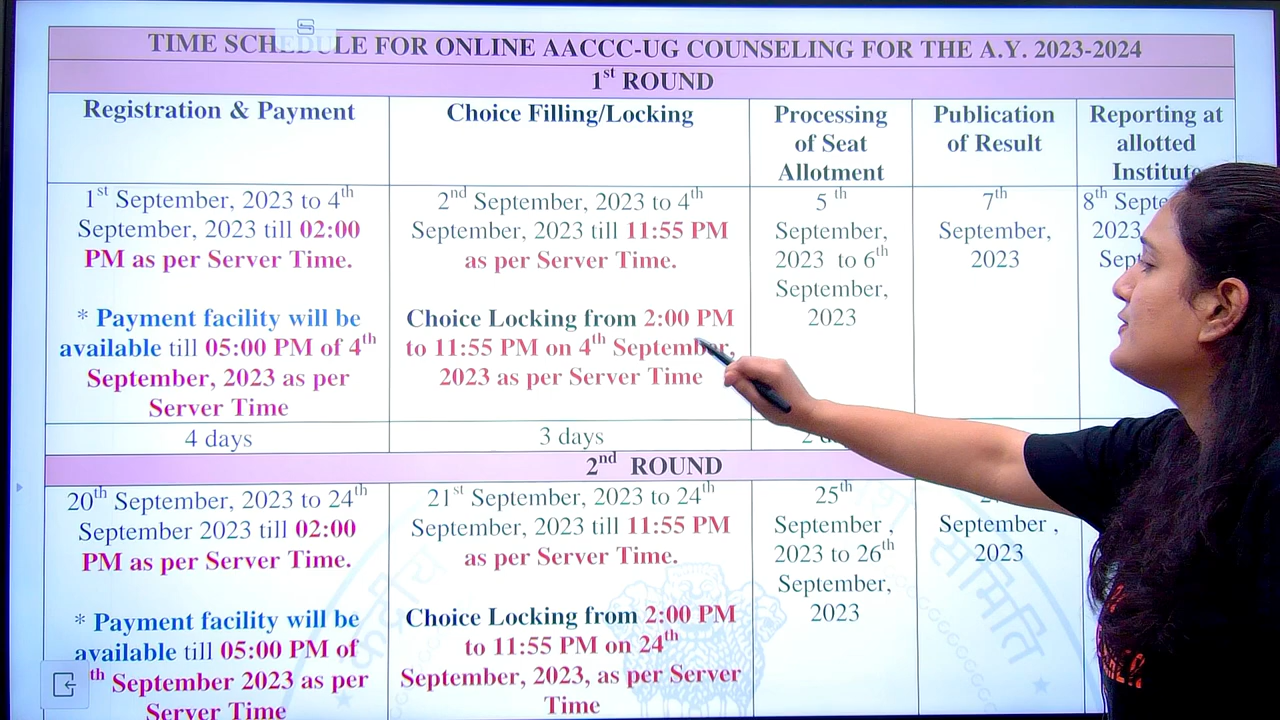 TIME SCHEDULE FOR ONLINE AACCC-UG COUNSELING FOR THE A.Y. 2023-2024
1st ROUND
Registration & Payment
Choice Filling/Locking
Processing
of Seat
Allotment
Publication
of Result
Reporting at
allotted
Institute
1st September, 2023 to 4th
September, 2023 till 02:00
PM as per Server Time.
* Payment facility will be
available till 05:00 PM of 4th
September, 2023 as per
Server Time
2nd September, 2023 to 4th
September, 2023 till 11:55 PM
as per Server Time.
Choice Locking from 2:00 PM
to 11:55 PM on 4th September,
2023 as per Server Time
5 th
September,
2023 to 6th
September,
2023
7th
September,
2023
8th
2023
4 days
3 days
2
2nd ROUND
20th September, 2023 to 24th
September 2023 till 02:00
PM as per Server Time.
* Payment facility will be
available till 05:00 PM of
th September 2023 as per
Server Time
21st September, 2023 to 24th
September, 2023 till 11:55 PM
as per Server Time.
Choice Locking from 2:00 PM
to 11:55 PM on 24th
September, 2023, as per Server
Time
25th
September ,
2023 to 26th
September,
2023
September ,
2023
समिति